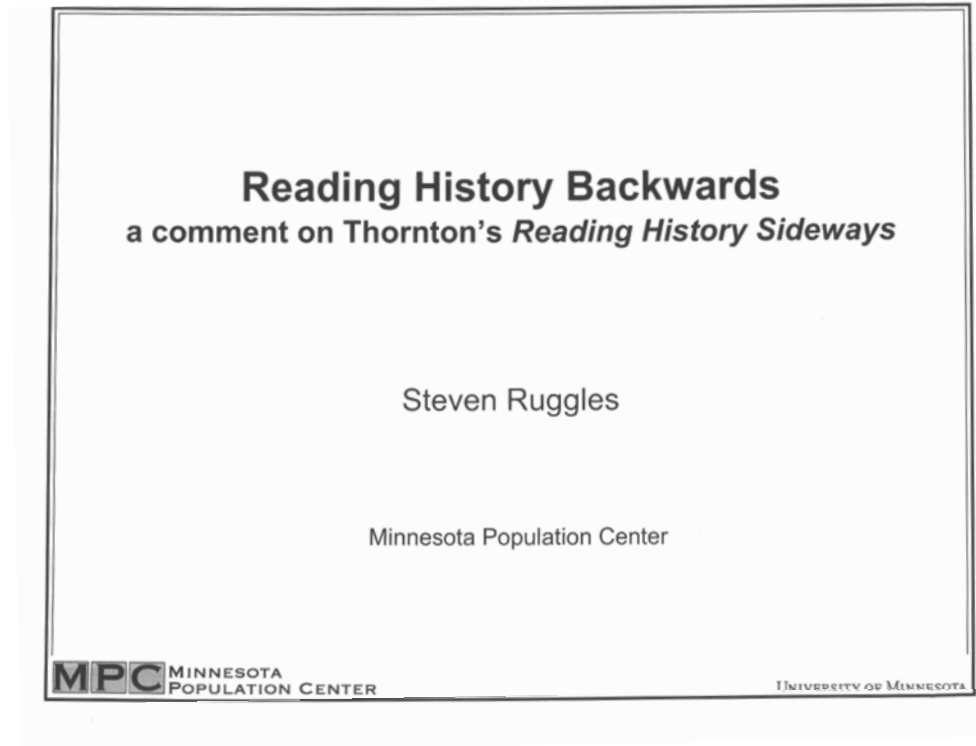 Reading History Backwards
a comment on Thornton's Reading History Sideways
Steven Ruggles
Minnesota Population Center
MPC MINNESOTA
POPULATION CENTER
UNIVERSITY OF MINNESOTA